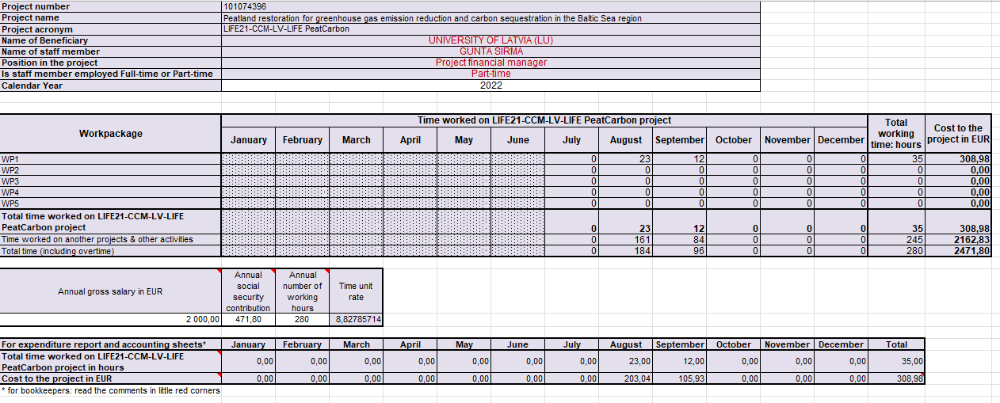 Project number 101074396
Project name Peatland restoration for greenhouse gas emission reduction and carbon sequestration in the Baltic Sea region
Project acronym LIFE21-CCM-LV-LIFE PeatCarbon
Name of Beneficiary UNIVERSITY OF LATVIA (LU)
Name of staff member GUNTA SIRMA
Position in the project Project financial manager
Is staff member employed Full-time or Part-time Part-time
Calendar Year 2022
Workpackage
Time worked on LIFE21-CCM-LV-LIFE PeatCarbon project
January February March April May June July August September October November December
Total
working
time: hours
Cost to the
project in EUR
WP1 0 23 12 0 0 0 35 308,98
WP2 0 0 0 0 0 0 0 0,00
WP3 0 0 0 0 0 0 0 0,00
WP4 0 0 0 0 0 0 0 0,00
WP5 0 0 0 0 0 0 0 0,00
Total time worked on LIFE21-CCM-LV-LIFE
PeatCarbon project 0 23 12 0 0 0 35 308,98
Time worked on another projects & other activities 0 161 84 0 0 0 245 2162,83
Total time (including overtime) 0 184 96 0 0 0 280 2471,80
Annual gross salary in EUR
Annual
social
security
contribution
Annual
number of
working
hours
Time unit
rate
2 000,00 471,80 280 8,82785714
For expenditure report and accounting sheets* January February March April May June July August September October November December Total
Total time worked on LIFE21-CCM-LV-LIFE
PeatCarbon project in hours 0,00 0,00 0,00 0,00 0,00 0,00 0,00 23,00 12,00 0,00 0,00 0,00 35,00
Cost to the project in EUR 0,00 0,00 0,00 0,00 0,00 0,00 0,00 203,04 105,93 0,00 0,00 0,00 308,98
* for bookkeepers: read the comments in little red corners